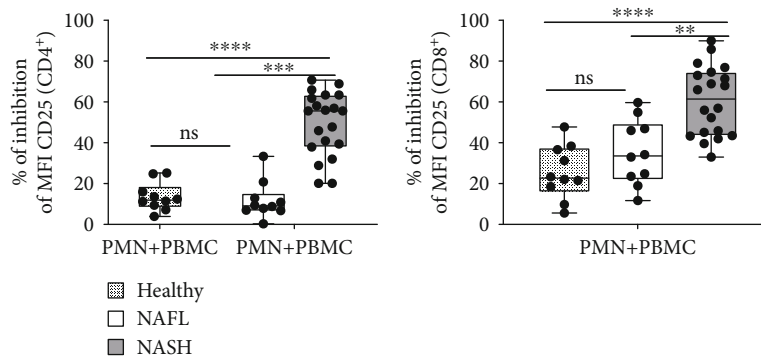 % of inhibition
of MFI CD25 (CD4⁺)
100
80
60
40
20
0
****
***
ns
PMN+PBMC
PMN+PBMC
% of inhibition
of MFI CD25 (CD8⁺)
100
80
60
40
20
0
****
**
ns
PMN+PBMC
Healthy
NAFL
NASH